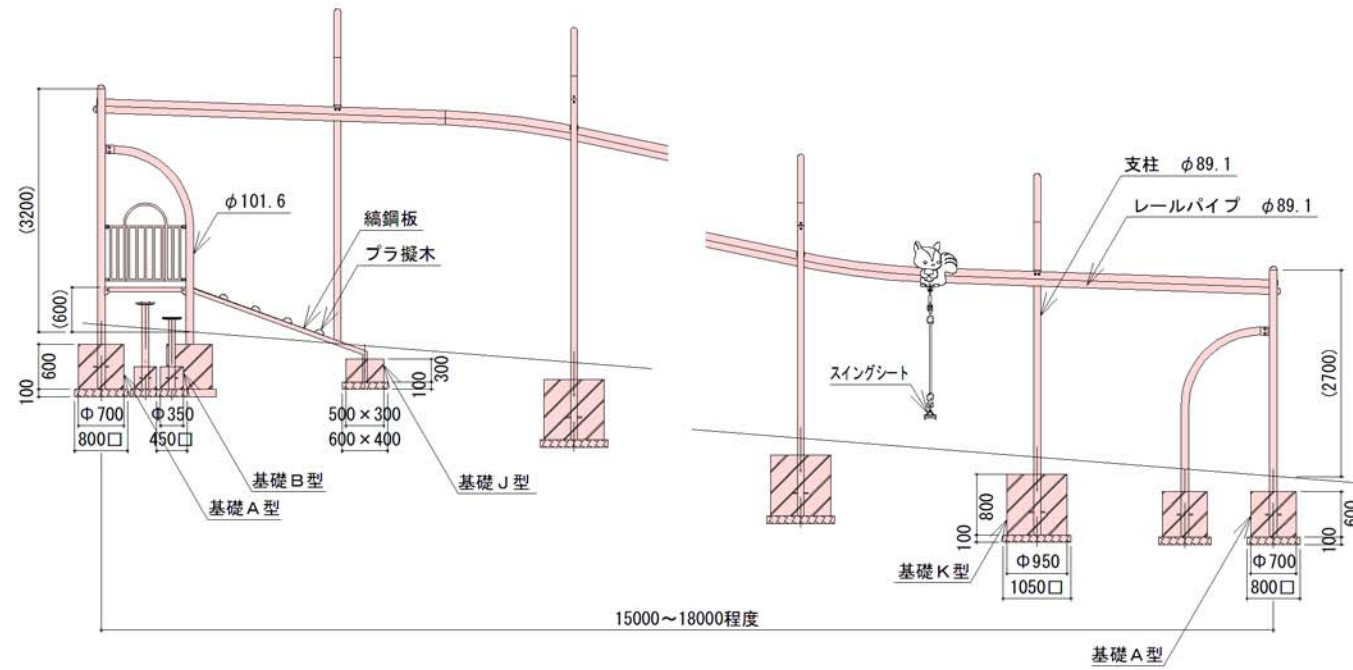 (3200)
φ101.6
縞鋼板
プラ擬木
(600)
600
100
Φ700
800□
Φ350
450□
500×300
600×400
100
300
基礎B型
基礎A型
基礎J型
支柱 φ89.1
レールパイプ φ89.1
スイングシート
(2700)
800
100
600
100
Φ950
1050□
Φ700
800□
基礎K型
15000～18000程度
基礎A型